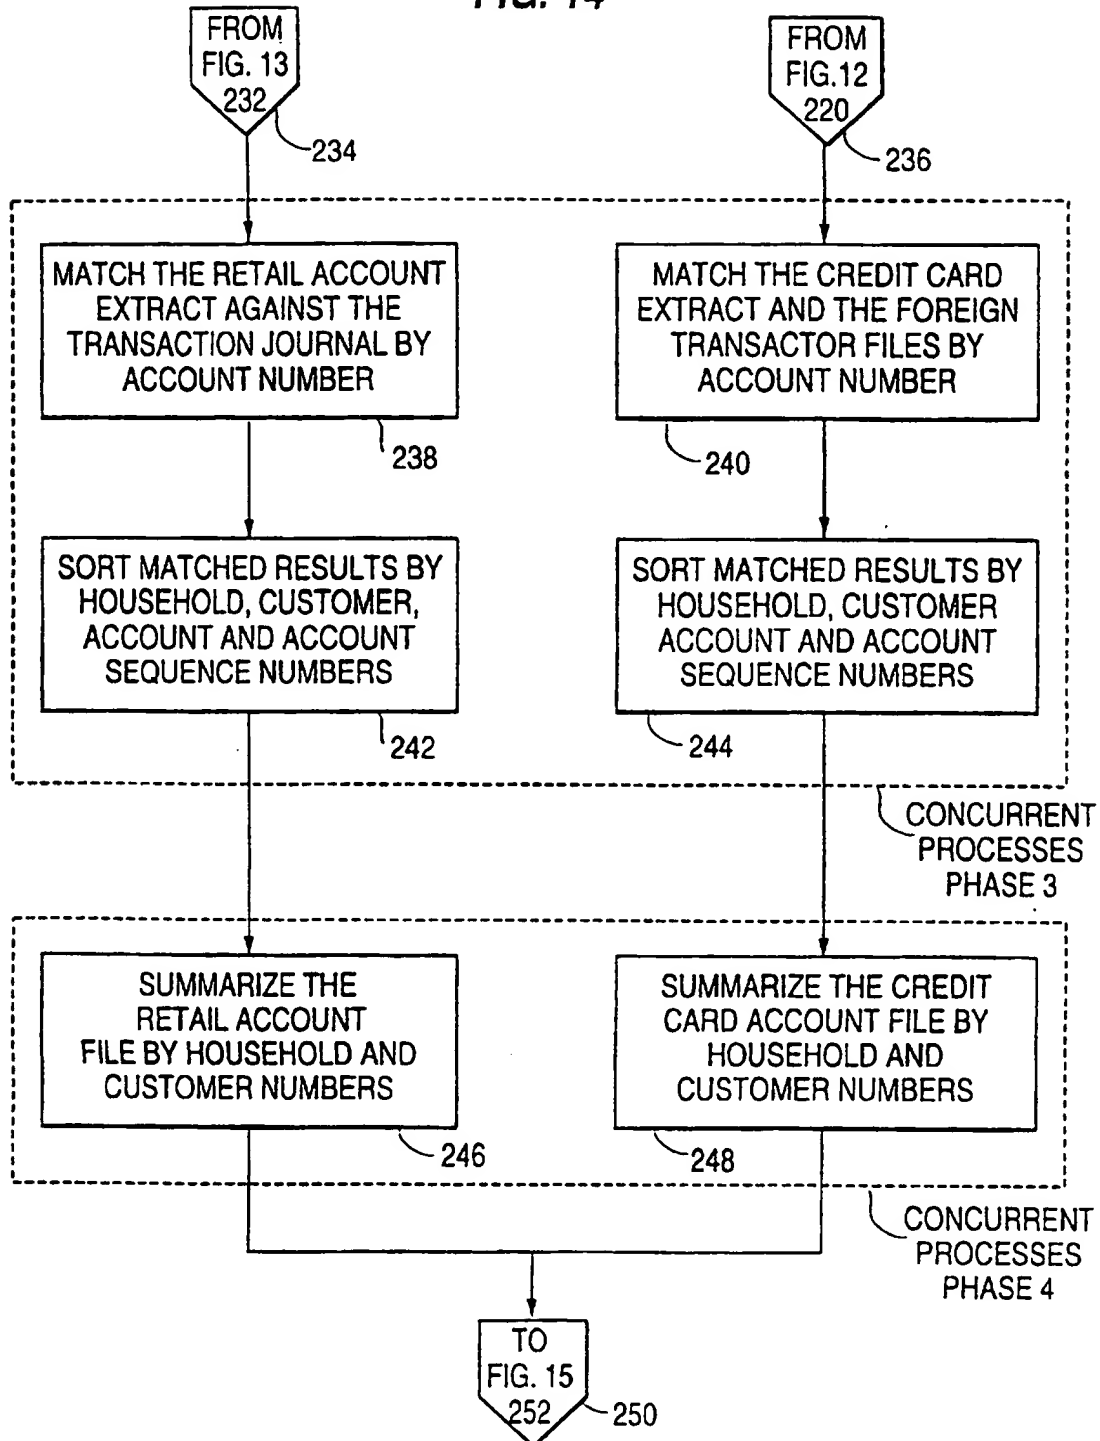 FIG. 14
FROM
FIG. 13
232
234
FROM
FIG.12
220
236
MATCH THE RETAIL ACCOUNT
EXTRACT AGAINST THE
TRANSACTION JOURNAL BY
ACCOUNT NUMBER
238
MATCH THE CREDIT CARD
EXTRACT AND THE FOREIGN
TRANSACTOR FILES BY
ACCOUNT NUMBER
240
SORT MATCHED RESULTS BY
HOUSEHOLD, CUSTOMER,
ACCOUNT AND ACCOUNT
SEQUENCE NUMBERS
242
SORT MATCHED RESULTS BY
HOUSEHOLD, CUSTOMER
ACCOUNT AND ACCOUNT
SEQUENCE NUMBERS
244
CONCURRENT
PROCESSES
PHASE 3
SUMMARIZE THE
RETAIL ACCOUNT
FILE BY HOUSEHOLD AND
CUSTOMER NUMBERS
246
SUMMARIZE THE CREDIT
CARD ACCOUNT FILE BY
HOUSEHOLD AND
CUSTOMER NUMBERS
248
CONCURRENT
PROCESSES
PHASE 4
TO
FIG. 15
252
250